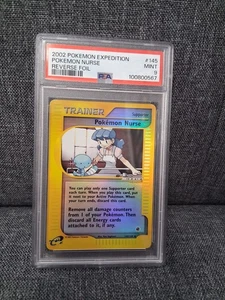 2002 POKEMON EXPEDITION #145
POKEMON NURSE MINT
REVERSE FOIL 9
PSA 100800567
TRAINER
Pokémon Nurse
You can play only one Supporter card
each turn. When you play this card, put
it next to your Active Pokémon. When
your turn ends, discard this card.
Remove all damage counters
from 1 of your Pokémon. Then
discard all Energy cards
attached to it, if any.